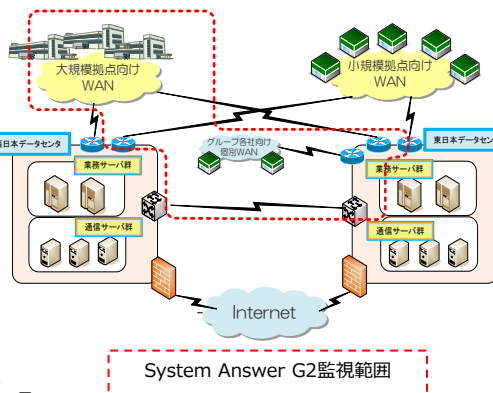 大規模拠点向け
WAN
小規模拠点向け
WAN
西日本データセンタ
グループ各社向け
個別WAN
東日本データセン
業務サーバ群
業務サーバ群
通信サーバ群
通信サーバ群
Internet
System Answer G2監視範囲